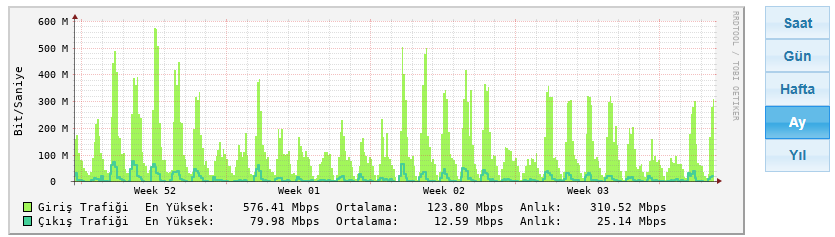 600 M
500 M
400 M
300 M
200 M
100 M
0
Bit/Saniye
Week 52 Week 01 Week 02 Week 03
RRDTOOL / TOBI OETIKER
Giriş Trafiği En Yüksek: 576.41 Mbps Ortalama: 123.80 Mbps Anlık: 310.52 Mbps
Çıkış Trafiği En Yüksek: 79.98 Mbps Ortalama: 12.59 Mbps Anlık: 25.14 Mbps
Saat
Gün
Hafta
Ay
Yıl